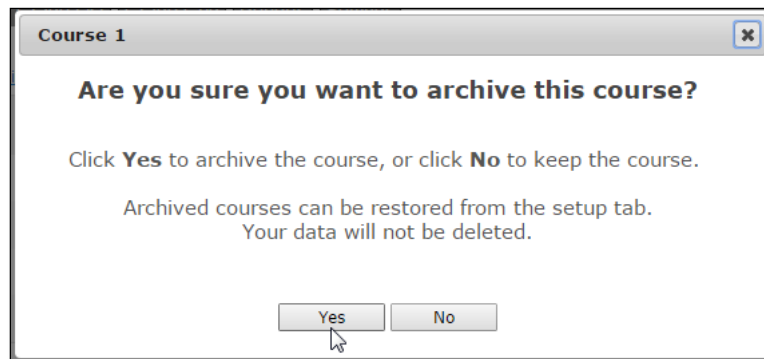 Course 1
Are you sure you want to archive this course?
Click Yes to archive the course, or click No to keep the course.
Archived courses can be restored from the setup tab.
Your data will not be deleted.
Yes No